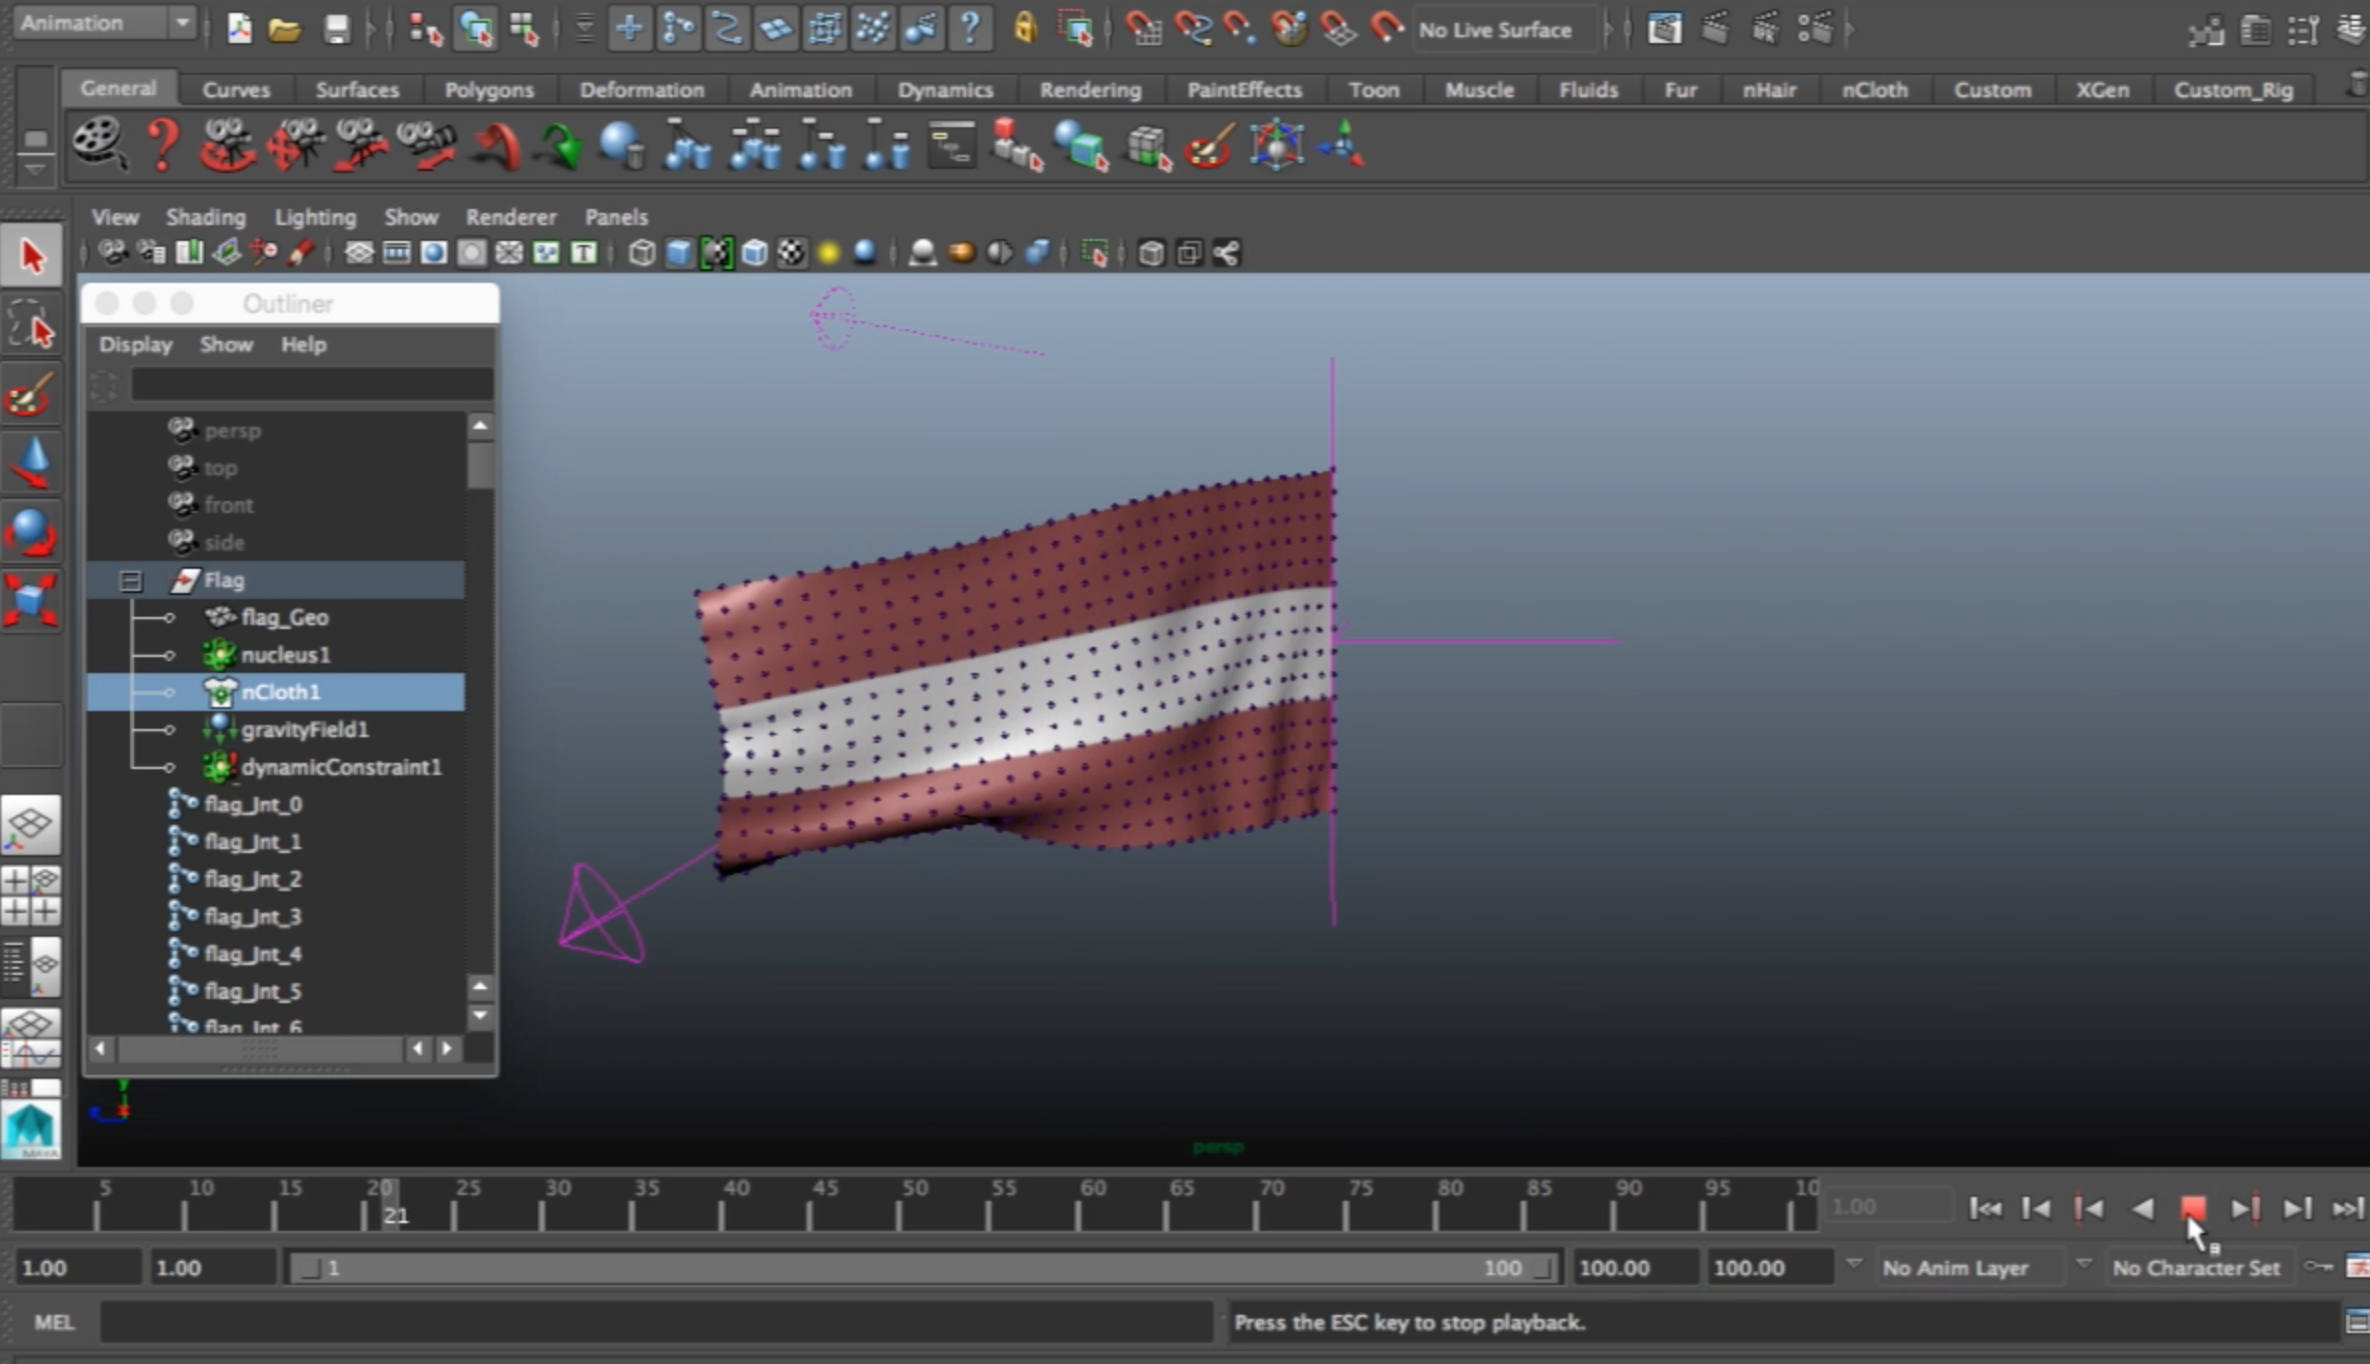 Animation
No Live Surface
General Curves Surfaces Polygons Deformation Animation Dynamics Rendering PaintEffects Toon Muscle Fluids Fur nHair nCloth Custom XGen Custom_Rig
View Shading Lighting Show Renderer Panels
Outliner
Display Show Help
persp
top
front
side
Flag
flag_Geo
nucleus1
nCloth1
gravityField1
dynamicConstraint1
flag_Jnt_0
flag_Jnt_1
flag_Jnt_2
flag_Jnt_3
flag_Jnt_4
flag_Jnt_5
flag_Jnt_6
y
persp
MAYA
5 10 15 20 25 30 35 40 45 50 55 60 65 70 75 80 85 90 95 10
21
1.00
1.00 1.00 1 100 100.00 100.00 No Anim Layer No Character Set
MEL
Press the ESC key to stop playback.